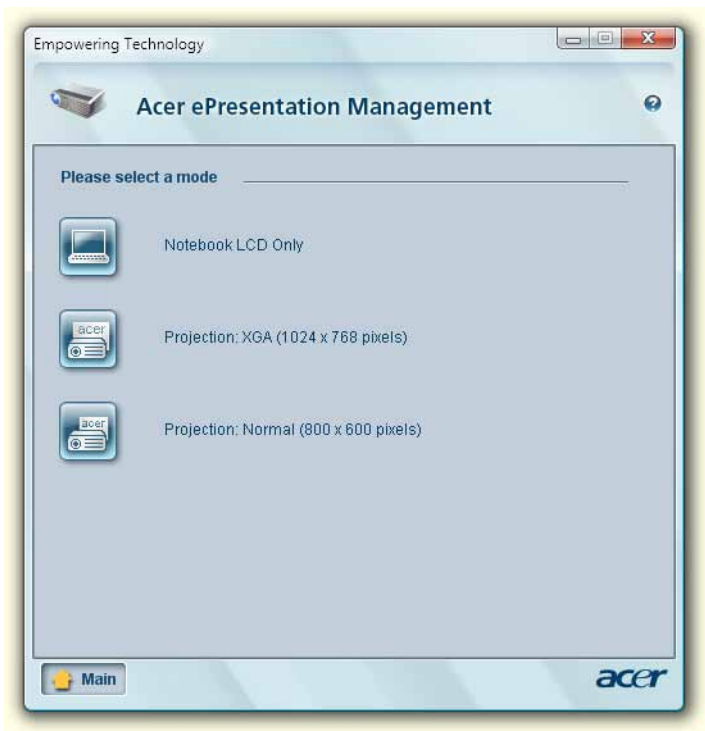 Empowering Technology
Acer ePresentation Management
Please select a mode
Notebook LCD Only
acer
Projection: XGA (1024 x 768 pixels)
acer
Projection: Normal (800 x 600 pixels)
Main
acer